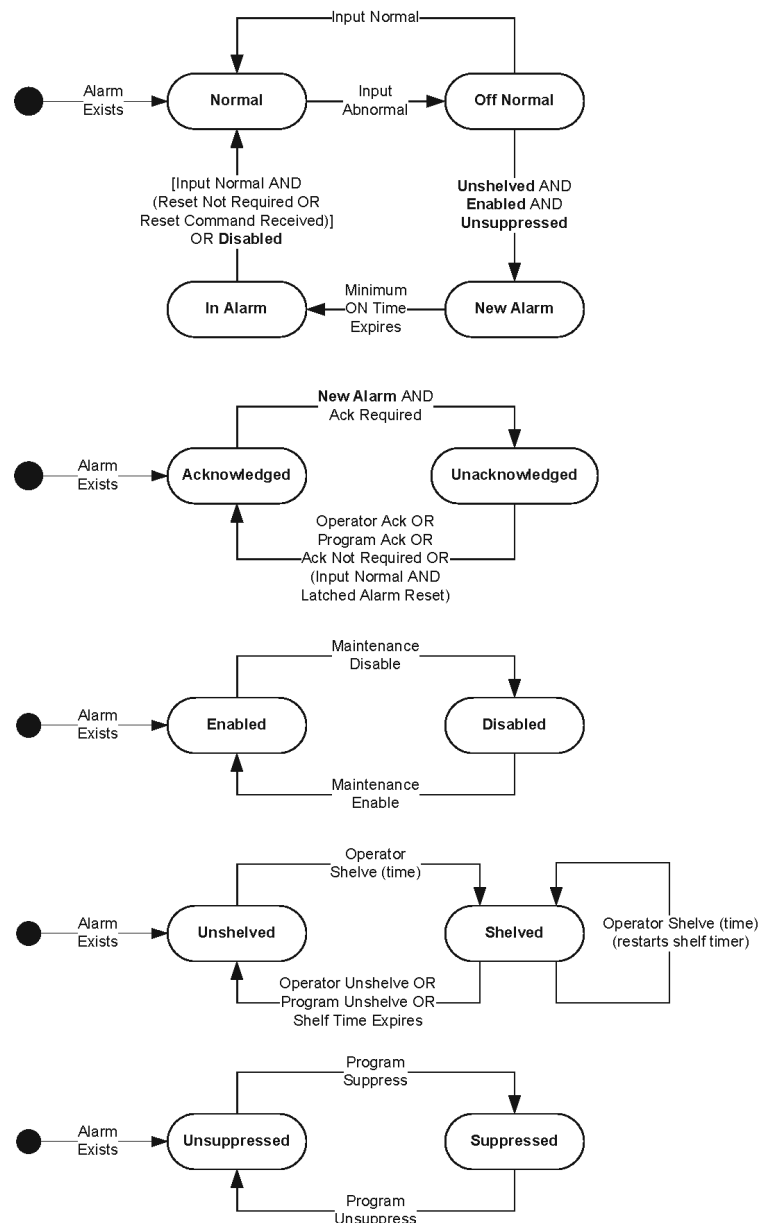 Input Normal
Alarm
Exists
Normal
Input
Abnormal
Off Normal
[Input Normal AND
(Reset Not Required OR
Reset Command Received)]
OR Disabled
Unshelved AND
Enabled AND
Unsuppressed
In Alarm
Minimum
ON Time
Expires
New Alarm
New Alarm AND
Ack Required
Alarm
Exists
Acknowledged
Unacknowledged
Operator Ack OR
Program Ack OR
Ack Not Required OR
(Input Normal AND
Latched Alarm Reset)
Maintenance
Disable
Alarm
Exists
Enabled
Disabled
Maintenance
Enable
Operator
Shelve (time)
Alarm
Exists
Unshelved
Shelved
Operator Shelve (time)
(restarts shelf timer)
Operator Unshelve OR
Program Unshelve OR
Shelf Time Expires
Program
Suppress
Alarm
Exists
Unsuppressed
Suppressed
Program
Unsuppress